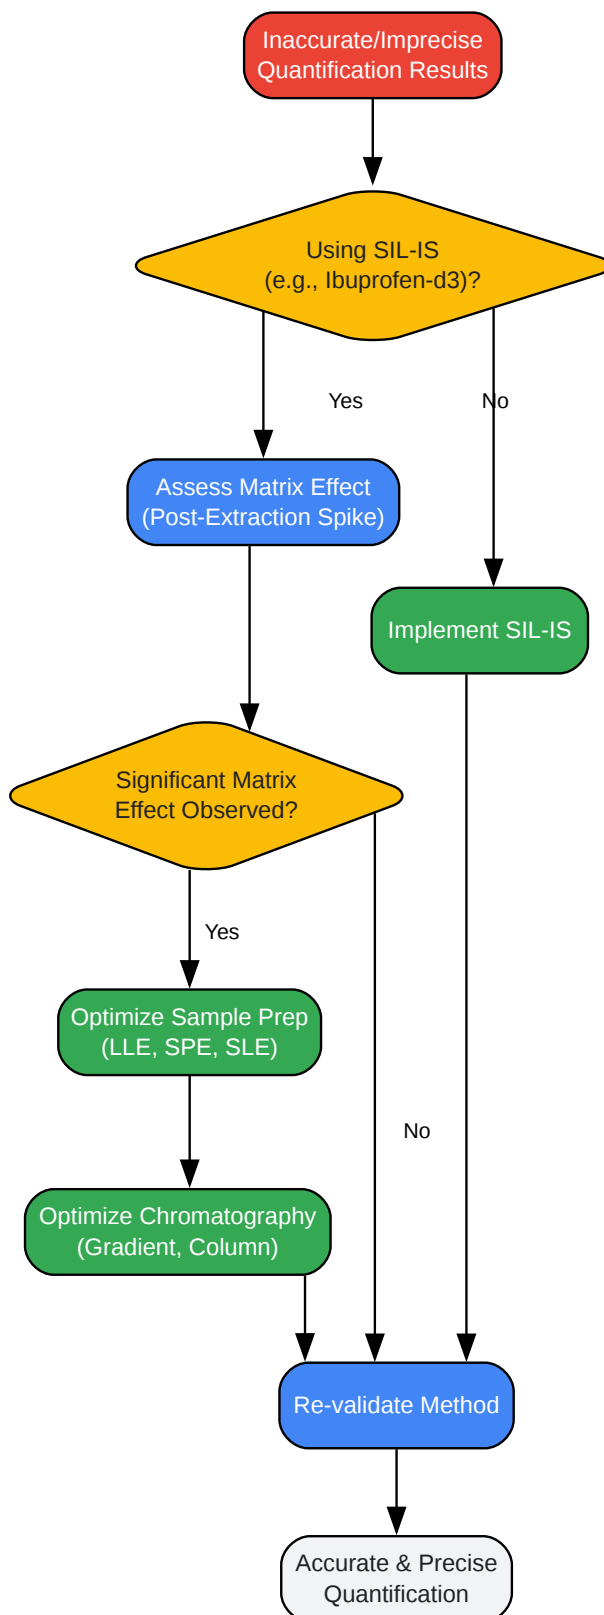 Inaccurate/Imprecise
Quantification Results
Using SIL-IS
(e.g., Ibuprofen-d3)?
Yes
No
Assess Matrix Effect
(Post-Extraction Spike)
Implement SIL-IS
Significant Matrix
Effect Observed?
Yes
Optimize Sample Prep
(LLE, SPE, SLE)
No
Optimize Chromatography
(Gradient, Column)
Re-validate Method
Accurate & Precise
Quantification